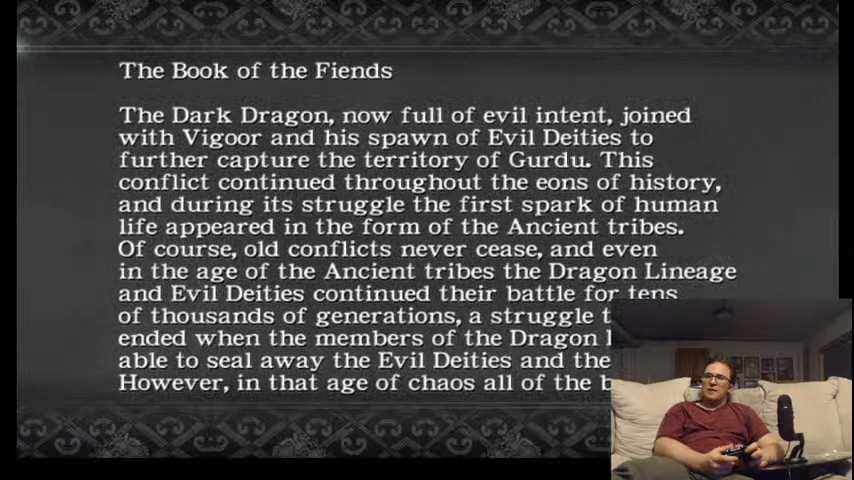 The Book of the Fiends
The Dark Dragon, now full of evil intent, joined
with Vigoor and his spawn of Evil Deities to
further capture the territory of Gurdu. This
conflict continued throughout the eons of history,
and during its struggle the first spark of human
life appeared in the form of the Ancient tribes.
Of course, old conflicts never cease, and even
in the age of the Ancient tribes the Dragon Lineage
and Evil Deities continued their battle for tens
of thousands of generations, a struggle
ended when the members of the Dragon
able to seal away the Evil Deities and the
However, in that age of chaos all of the